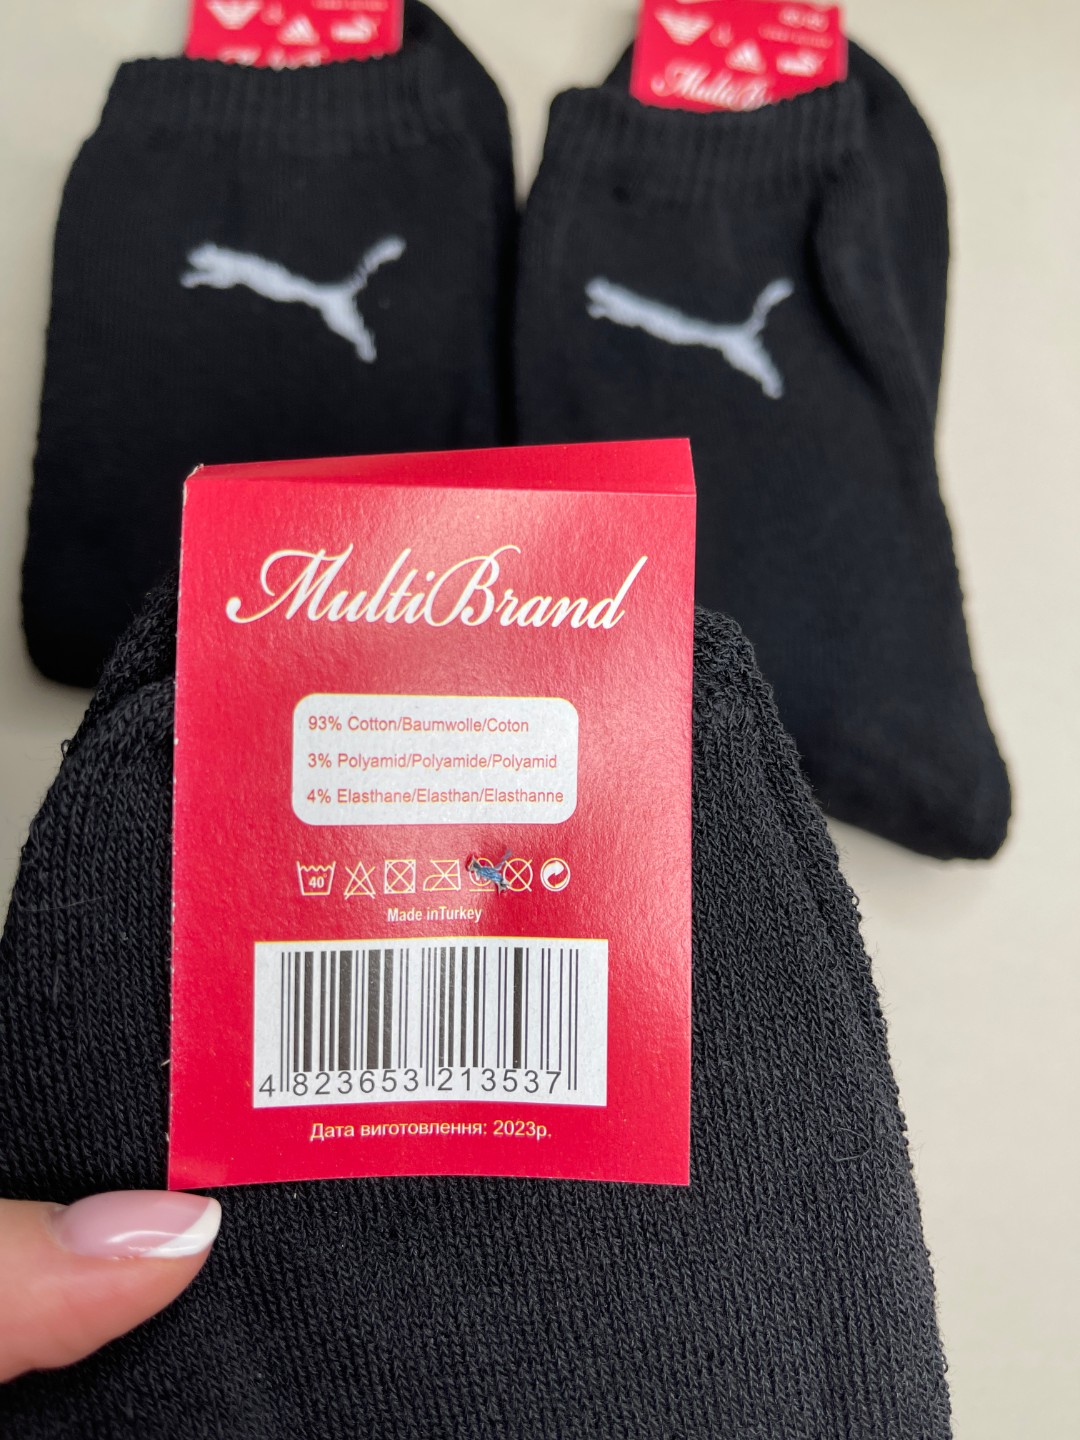 MultiBrand
MultiBrand
93% Cotton/Baumwolle/Coton
3% Polyamid/Polyamide/Polyamid
4% Elasthane/Elasthan/Elasthanne
40
Made inTurkey
4 823653 213537
Дата виготовлення: 2023р.